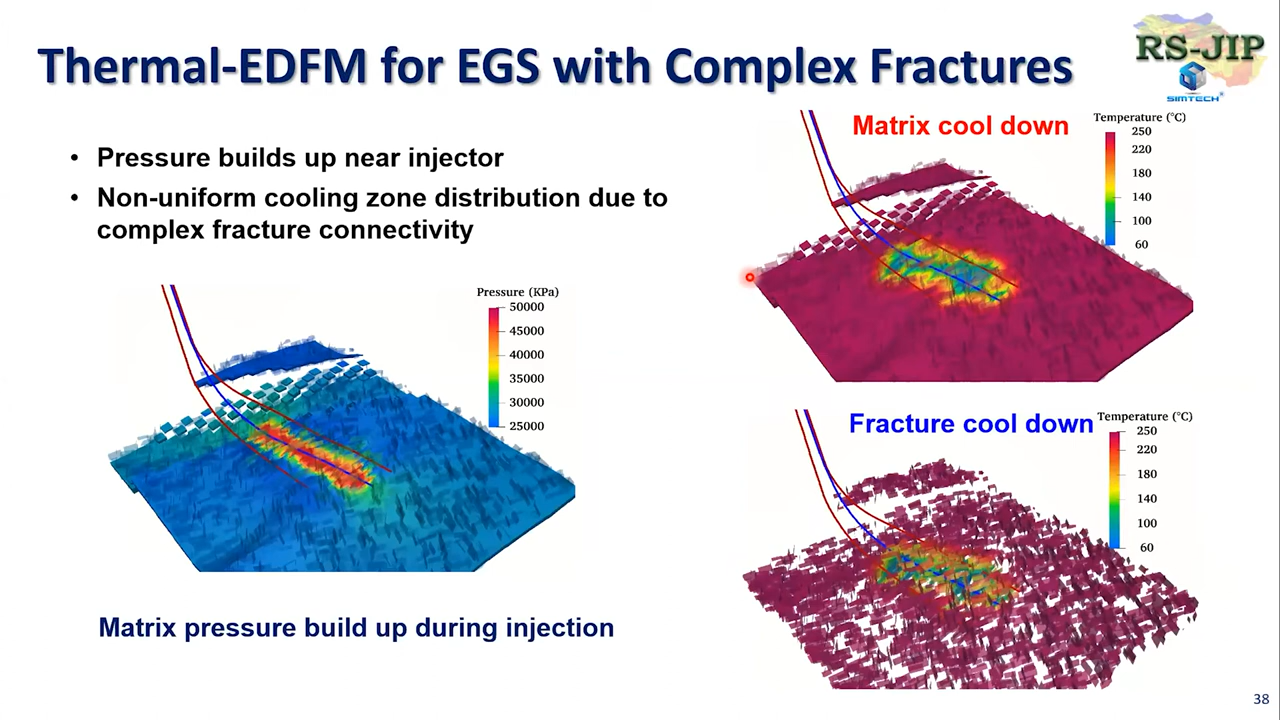 Thermal-EDFM for EGS with Complex Fractures
RS-JIP
SIMTECH
• Pressure builds up near injector
• Non-uniform cooling zone distribution due to
complex fracture connectivity
Matrix cool down
Temperature (°C)
250
220
180
140
100
60
Pressure (KPa)
50000
45000
40000
35000
30000
25000
Matrix pressure build up during injection
Fracture cool down
Temperature (°C)
250
220
180
140
100
60
38